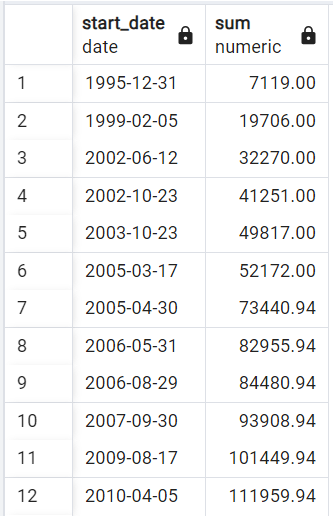 start_date sum
date numeric
1 1995-12-31 7119.00
2 1999-02-05 19706.00
3 2002-06-12 32270.00
4 2002-10-23 41251.00
5 2003-10-23 49817.00
6 2005-03-17 52172.00
7 2005-04-30 73440.94
8 2006-05-31 82955.94
9 2006-08-29 84480.94
10 2007-09-30 93908.94
11 2009-08-17 101449.94
12 2010-04-05 111959.94